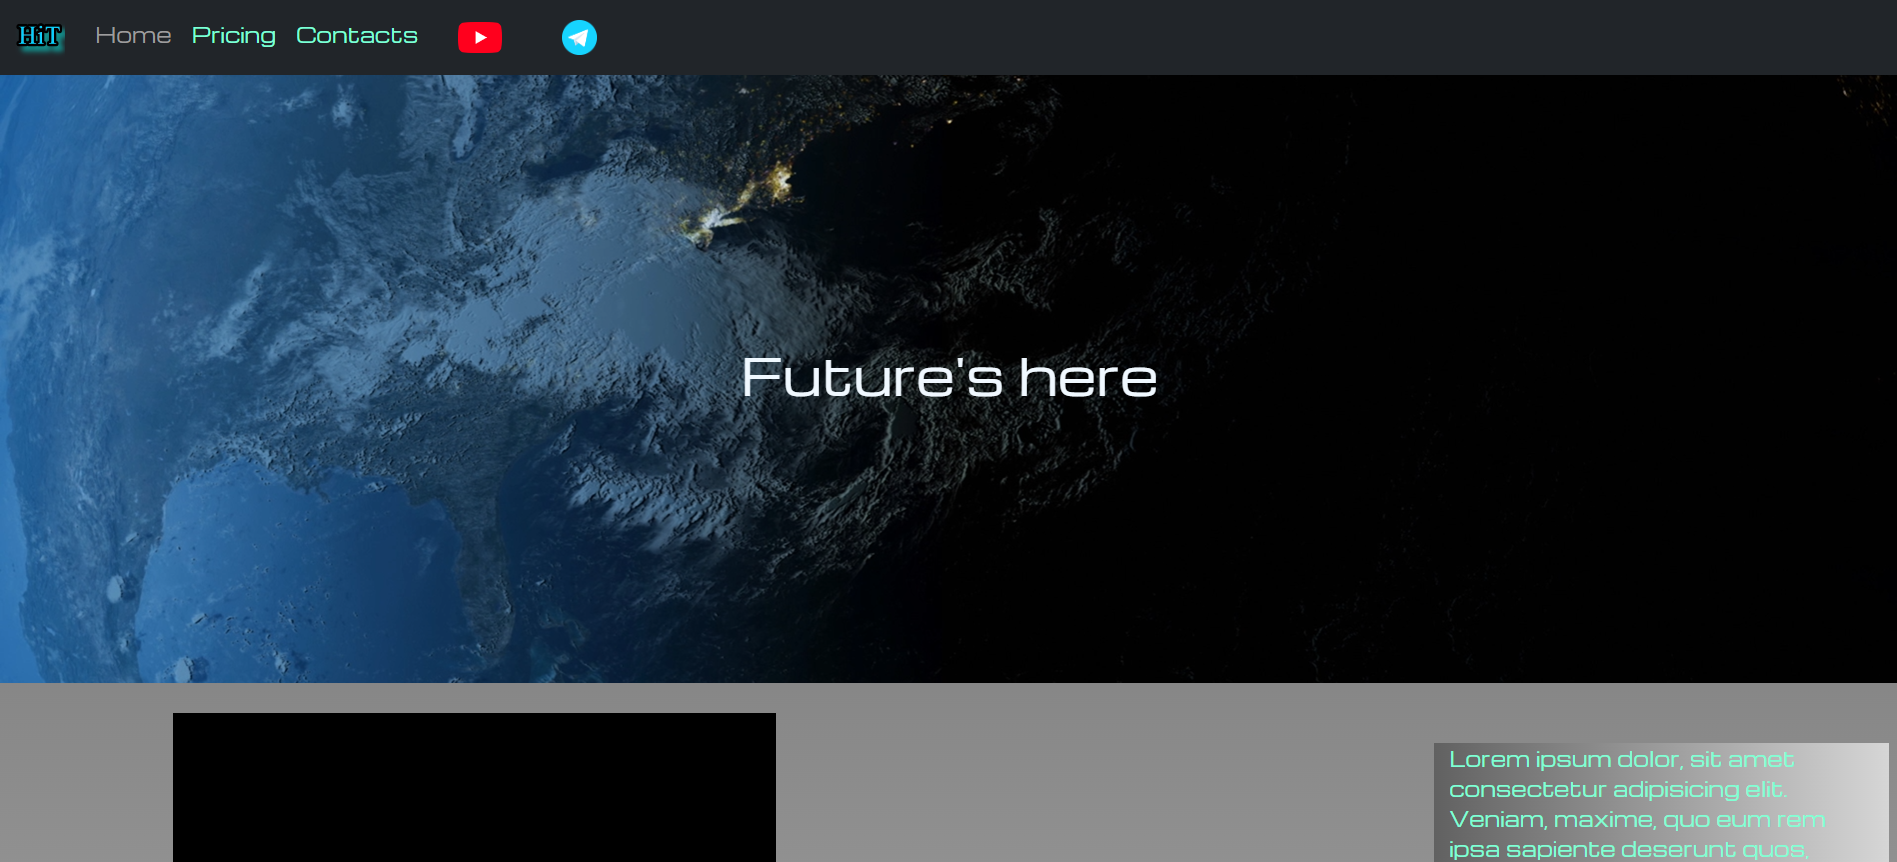 HiT Home Pricing Contacts
Future's here
Lorem ipsum dolor, sit amet
consectetur adipisicing elit.
Veniam, maxime, quo eum rem
ipsa sapiente deserunt quos,